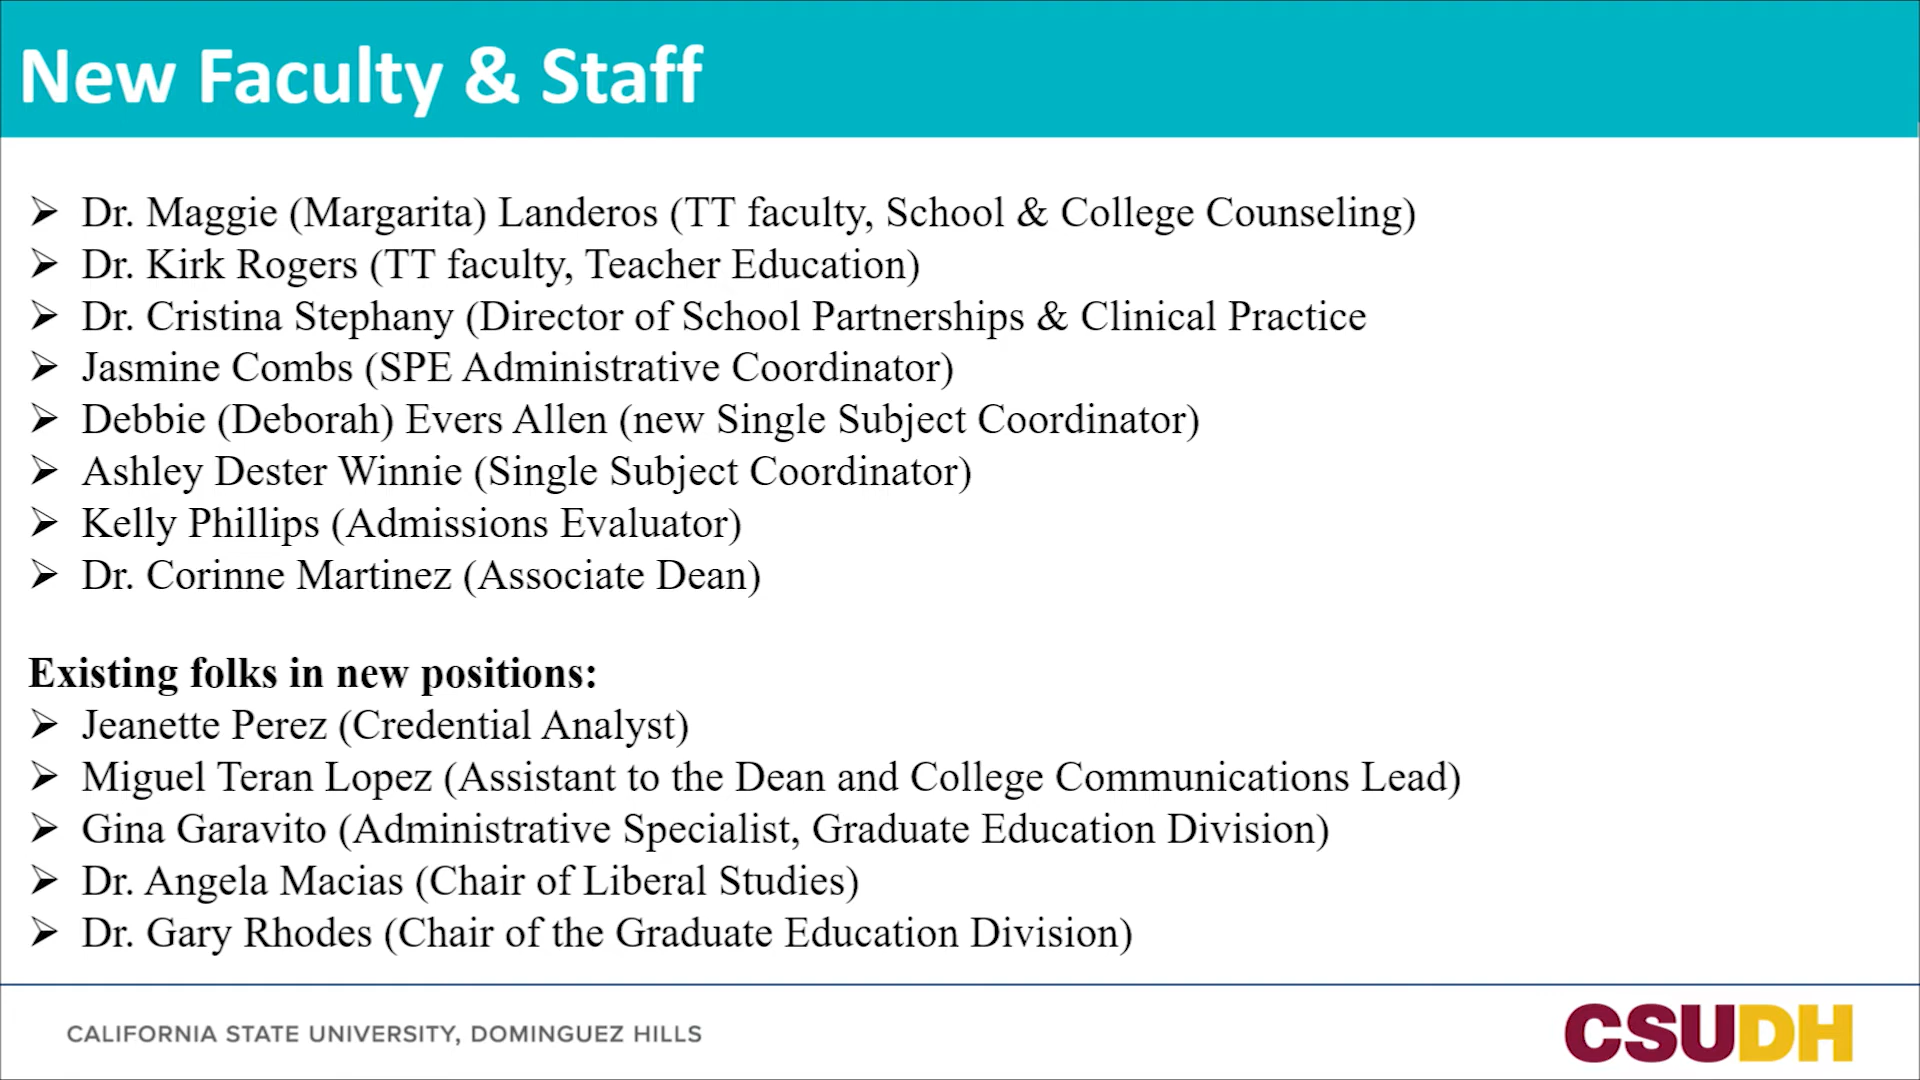 New Faculty & Staff
➢ Dr. Maggie (Margarita) Landeros (TT faculty, School & College Counseling)
➢ Dr. Kirk Rogers (TT faculty, Teacher Education)
➢ Dr. Cristina Stephany (Director of School Partnerships & Clinical Practice
➢ Jasmine Combs (SPE Administrative Coordinator)
➢ Debbie (Deborah) Evers Allen (new Single Subject Coordinator)
➢ Ashley Dester Winnie (Single Subject Coordinator)
➢ Kelly Phillips (Admissions Evaluator)
➢ Dr. Corinne Martinez (Associate Dean)
Existing folks in new positions:
➢ Jeanette Perez (Credential Analyst)
➢ Miguel Teran Lopez (Assistant to the Dean and College Communications Lead)
➢ Gina Garavito (Administrative Specialist, Graduate Education Division)
➢ Dr. Angela Macias (Chair of Liberal Studies)
➢ Dr. Gary Rhodes (Chair of the Graduate Education Division)
CALIFORNIA STATE UNIVERSITY, DOMINGUEZ HILLS
CSUDH